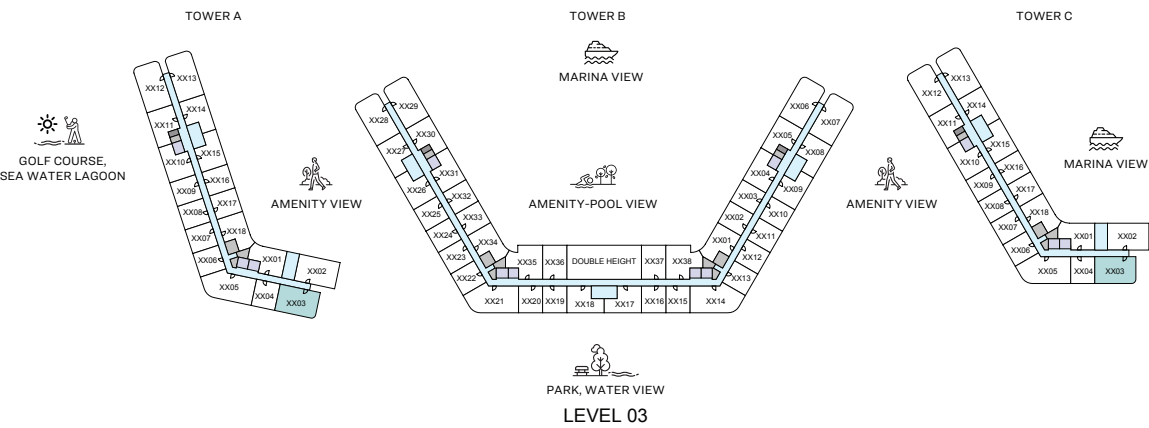 TOWER A
TOWER B
TOWER C
MARINA VIEW
GOLF COURSE,
SEA WATER LAGOON
AMENITY VIEW
AMENITY-POOL VIEW
AMENITY VIEW
MARINA VIEW
XX12
XX13
XX14
XX11
XX10
XX15
XX16
XX09
XX17
XX08
XX07
XX18
XX06
XX01
XX02
XX05
XX04
XX03
XX29
XX28
XX30
XX27
XX31
XX26
XX32
XX25
XX33
XX24
XX34
XX23
XX22
XX21
XX35
XX36
DOUBLE HEIGHT
XX37
XX38
XX20
XX19
XX18
XX17
XX16
XX15
XX14
XX06
XX07
XX05
XX08
XX04
XX09
XX03
XX10
XX02
XX11
XX01
XX12
XX13
XX13
XX12
XX14
XX11
XX15
XX10
XX16
XX09
XX17
XX08
XX18
XX07
XX06
XX01
XX02
XX05
XX04
XX03
PARK, WATER VIEW
LEVEL 03